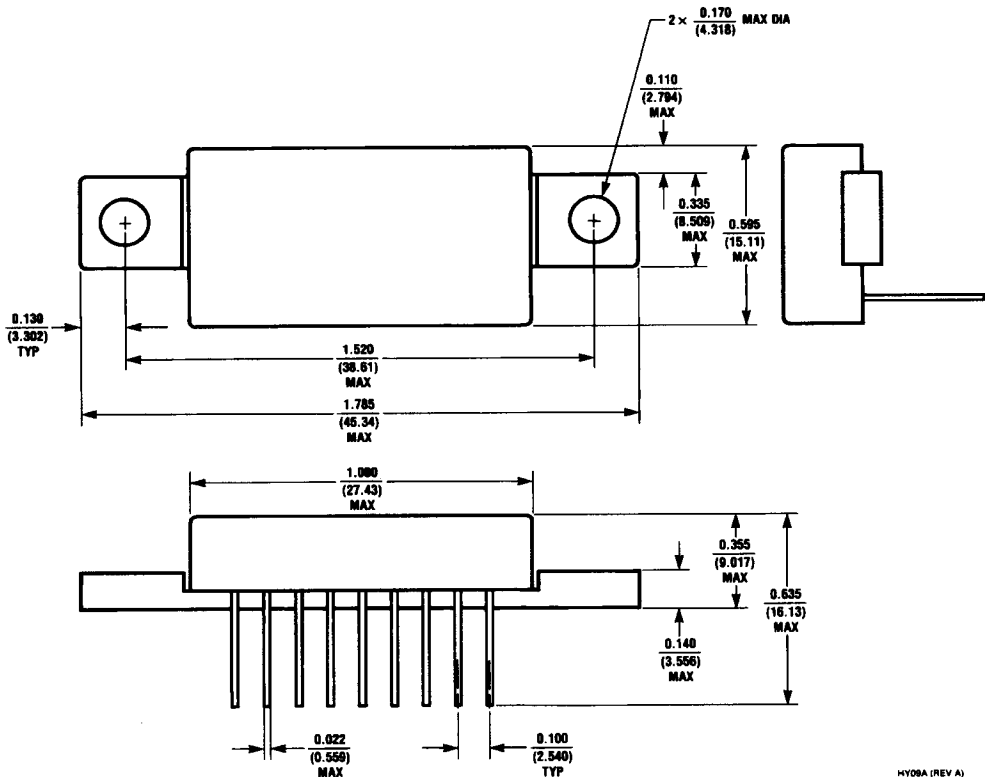 2 × 0.170 MAX DIA
(4.318)
0.110
(2.794)
MAX
0.335
(8.509)
MAX
0.595
(15.11)
MAX
0.130
(3.302)
TYP
1.520
(38.61)
MAX
1.785
(45.34)
MAX
1.080
(27.43)
MAX
0.355
(9.017)
MAX
0.635
(16.13)
MAX
0.140
(3.556)
MAX
0.022
(0.559)
MAX
0.100
(2.540)
TYP
HY09A (REV A)